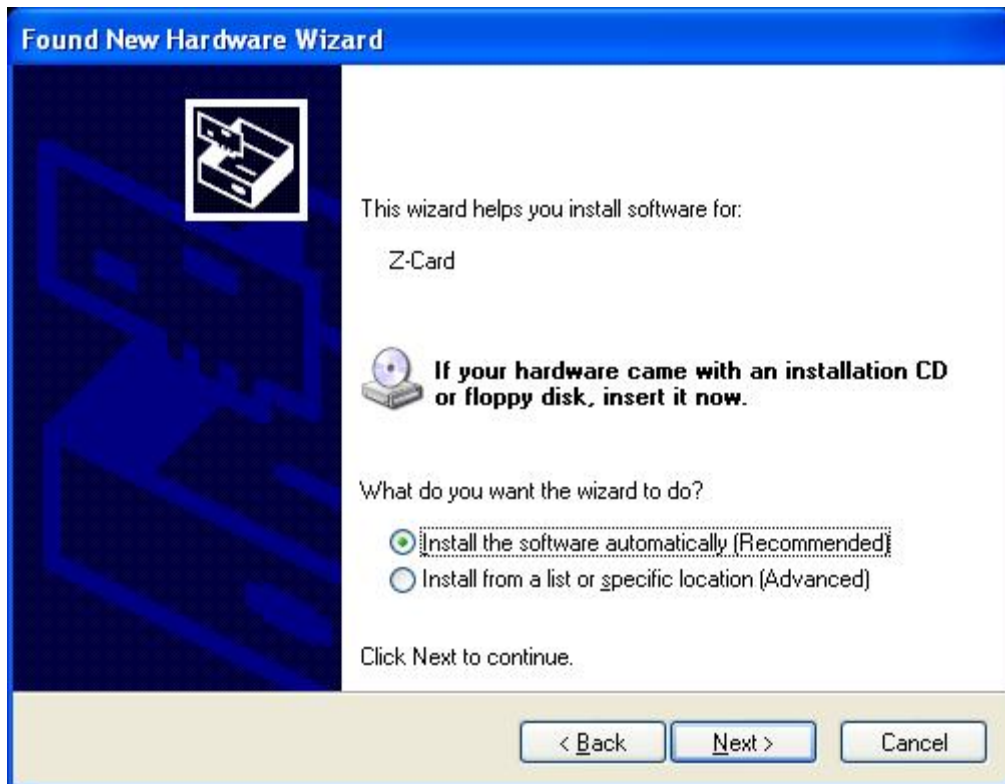 Found New Hardware Wizard
This wizard helps you install software for:
Z-Card
If your hardware came with an installation CD
or floppy disk, insert it now.
What do you want the wizard to do?
Install the software automatically (Recommended)
Install from a list or specific location (Advanced)
Click Next to continue.
< Back Next > Cancel